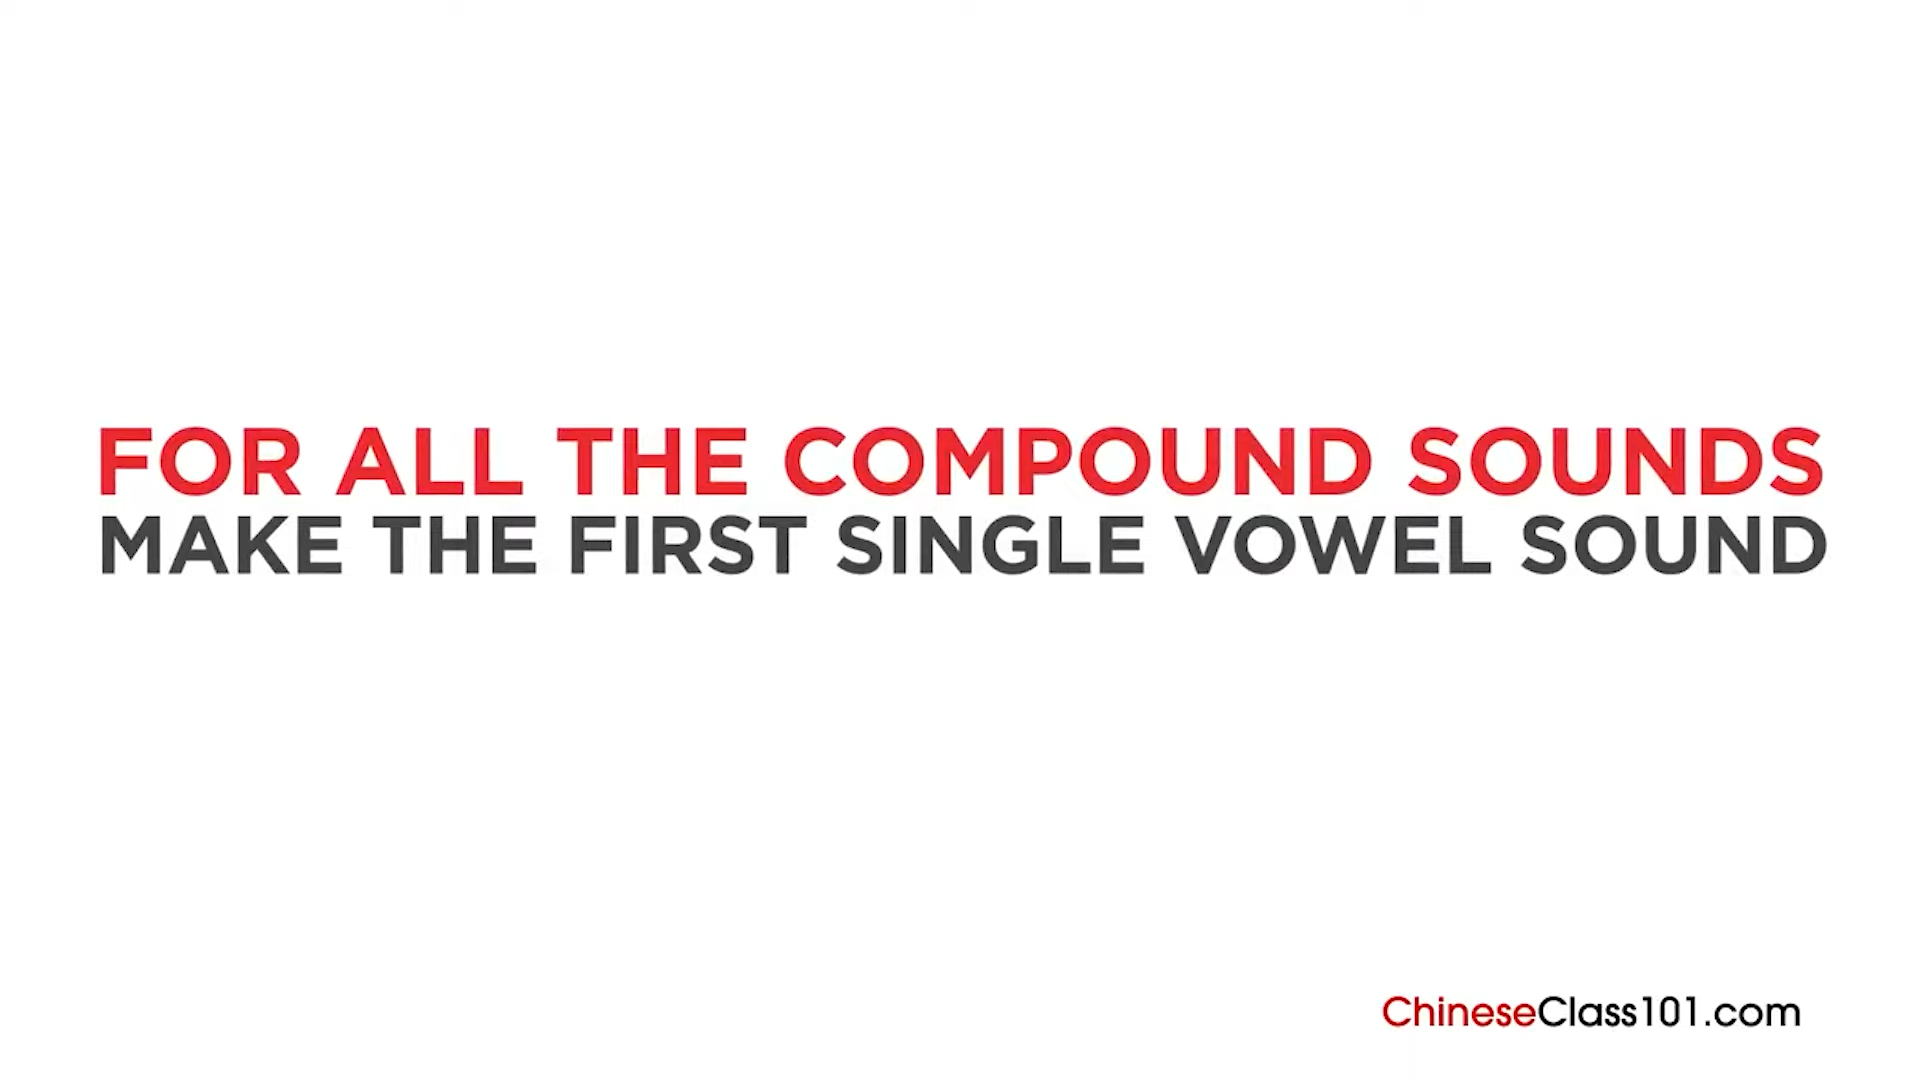 FOR ALL THE COMPOUND SOUNDS
MAKE THE FIRST SINGLE VOWEL SOUND
ChineseClass101.com